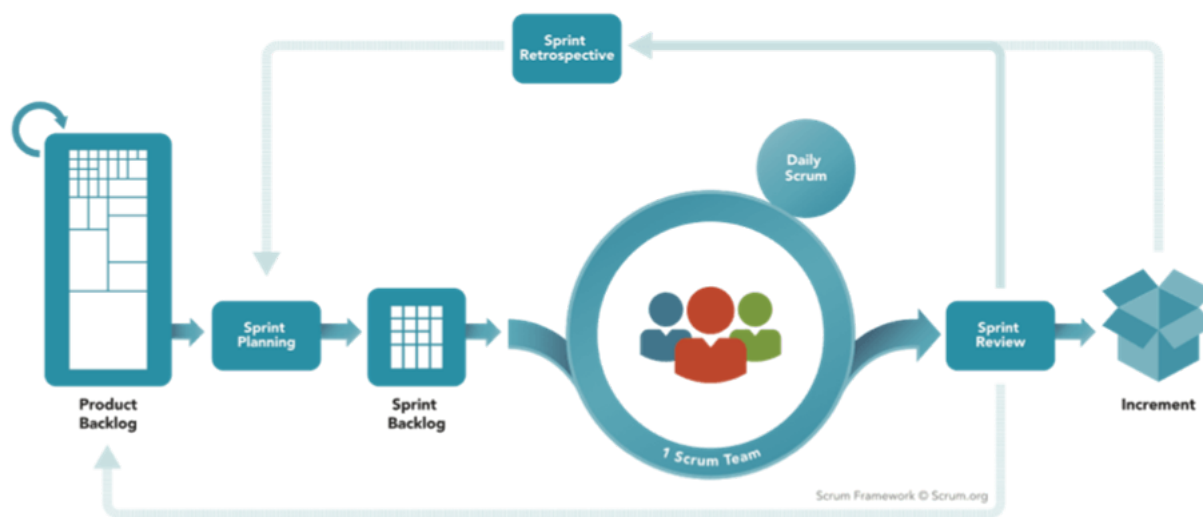 Sprint
Retrospective
Daily
Scrum
Sprint
Planning
Sprint
Review
Product
Backlog
Sprint
Backlog
Increment
1 Scrum Team
Scrum Framework © Scrum.org